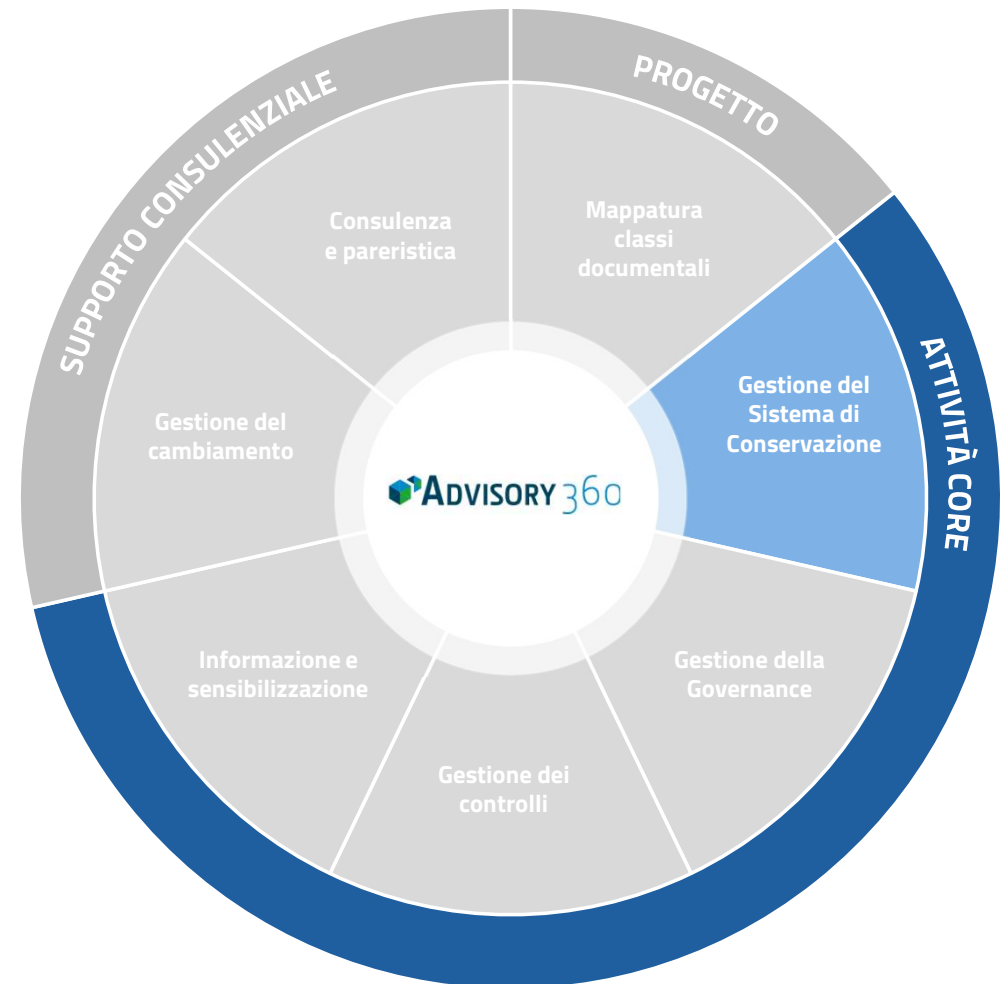 SUPPORTO CONSULENZIALE
PROGETTO
ATTIVITÀ CORE
Consulenza
e pareristica
Mappatura
classi
documentali
Gestione del
Sistema di
Conservazione
Gestione del
cambiamento
ADVISORY 360
Informazione e
sensibilizzazione
Gestione della
Governance
Gestione dei
controlli